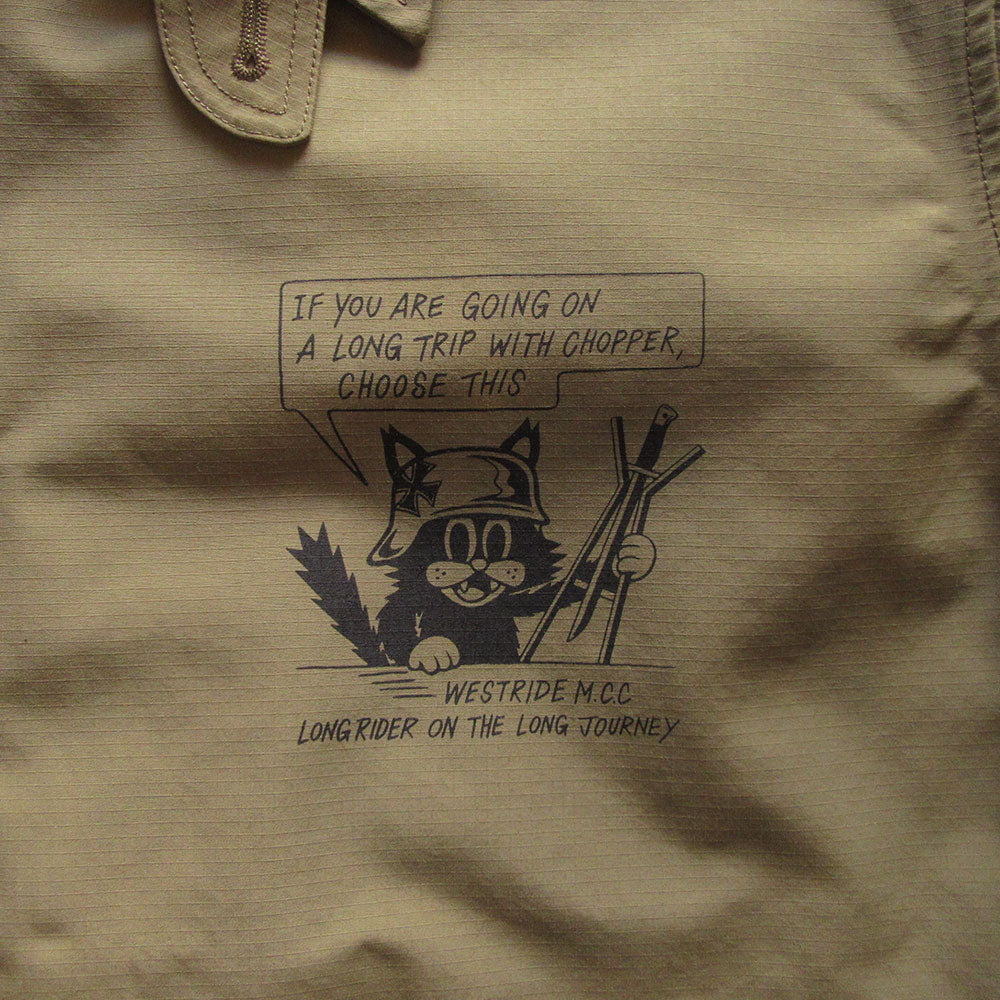 IF YOU ARE GOING ON
A LONG TRIP WITH CHOPPER,
CHOOSE THIS
WESTRIDE M.C.C
LONGRIDER ON THE LONG JOURNEY